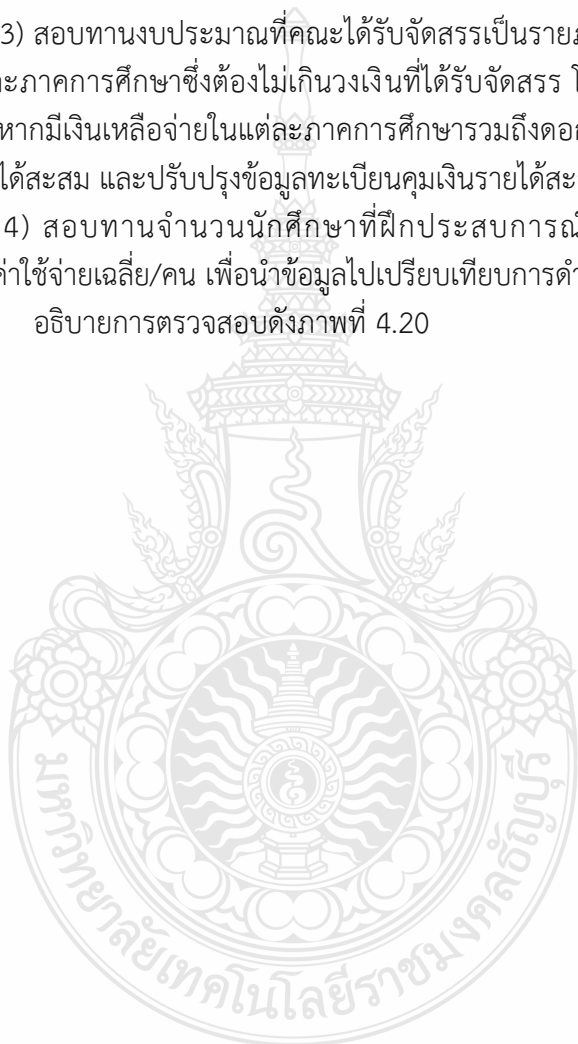 3) สอบทานงบประมาณที่คณะได้รับจัดสรรเป็นราย
ะภาคการศึกษาซึ่งต้องไม่เกินวงเงินที่ได้รับจัดสรร
หากมีเงินเหลือจ่ายในแต่ละภาคการศึกษารวมถึงดอก
ได้สะสม และปรับปรุงข้อมูลทะเบียนคุมเงินรายได้สะ
4) สอบทานจำนวนนักศึกษาที่ฝึกประสบการณ์
ค่าใช้จ่ายเฉลี่ย/คน เพื่อนำข้อมูลไปเปรียบเทียบการดำ
อธิบายการตรวจสอบดังภาพที่ 4.20
มหาวิทยาลัยเทคโนโลยีราชมงคลธัญบุรี